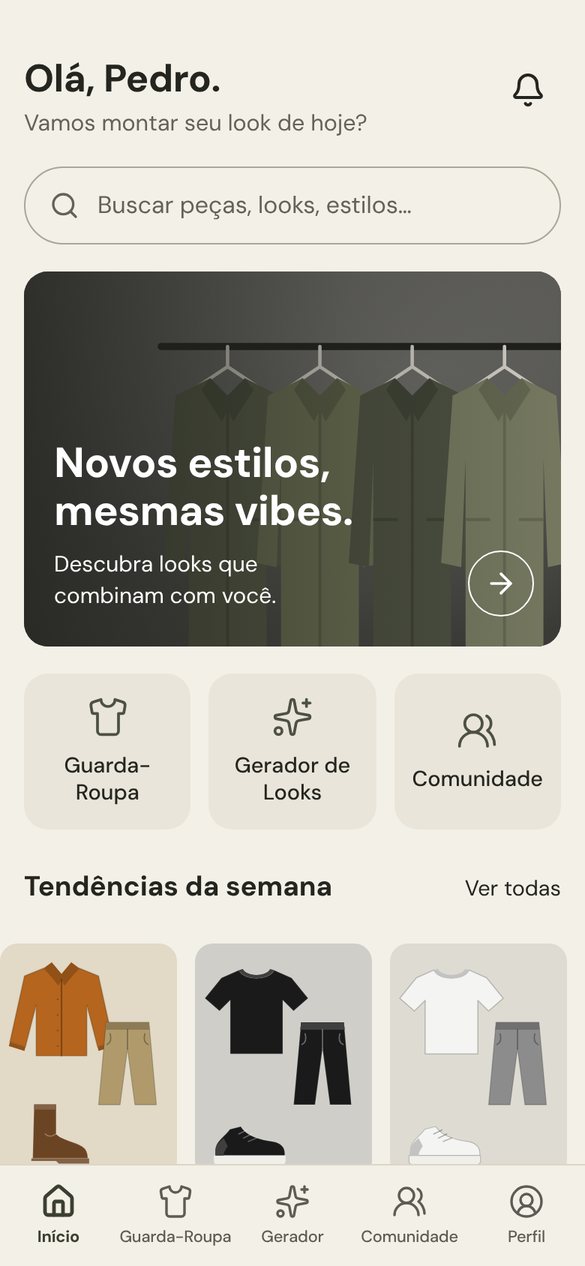 Olá, Pedro.
Vamos montar seu look de hoje?
Buscar peças, looks, estilos...
Novos estilos,
mesmas vibes.
Descubra looks que
combinam com você.
Guarda-
Roupa
Gerador de
Looks
Comunidade
Tendências da semana
Ver todas
Início
Guarda-Roupa
Gerador
Comunidade
Perfil